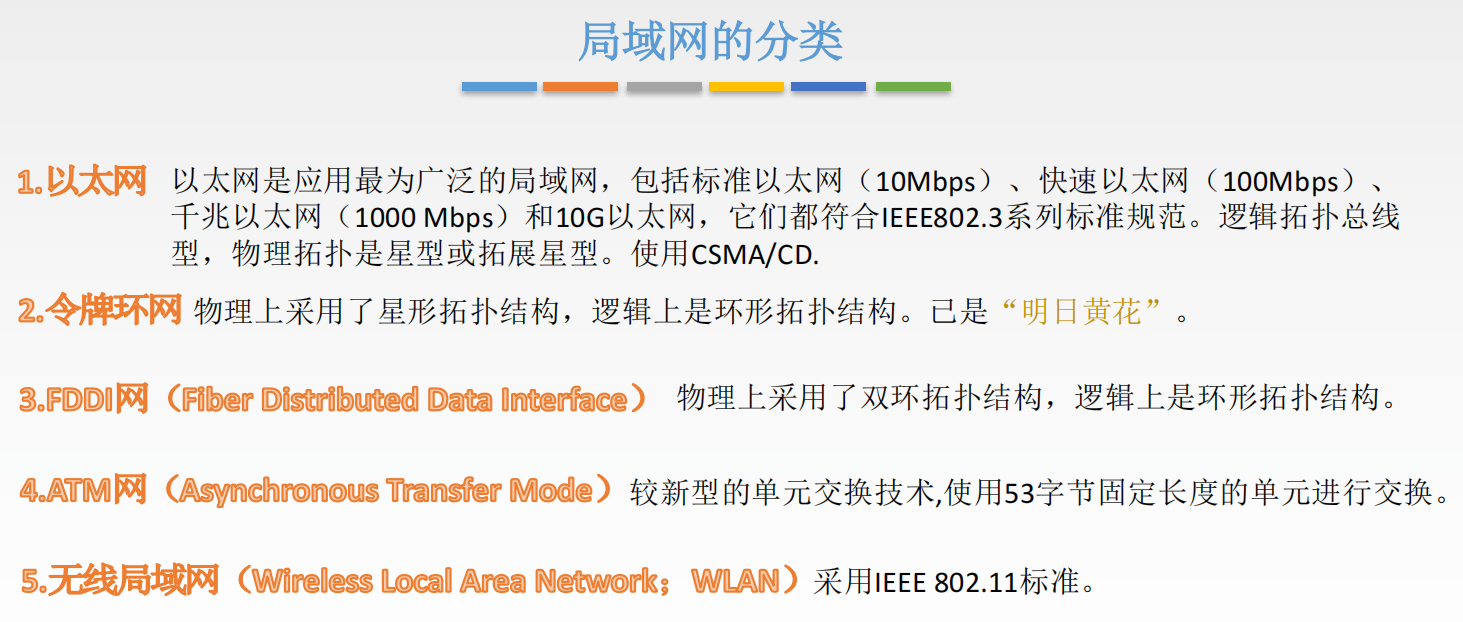 局域网的分类
1.以太网 以太网是应用最为广泛的局域网，包括标准以太网（10Mbps）、快速以太网（100Mbps）、
千兆以太网（1000 Mbps）和10G以太网，它们都符合IEEE802.3系列标准规范。逻辑拓扑总线
型，物理拓扑是星型或拓展星型。使用CSMA/CD.
2.令牌环网 物理上采用了星形拓扑结构，逻辑上是环形拓扑结构。已是“明日黄花”。
3.FDDI网（Fiber Distributed Data Interface） 物理上采用了双环拓扑结构，逻辑上是环形拓扑结构。
4.ATM网（Asynchronous Transfer Mode）较新型的单元交换技术,使用53字节固定长度的单元进行交换。
5.无线局域网（Wireless Local Area Network；WLAN）采用IEEE 802.11标准。